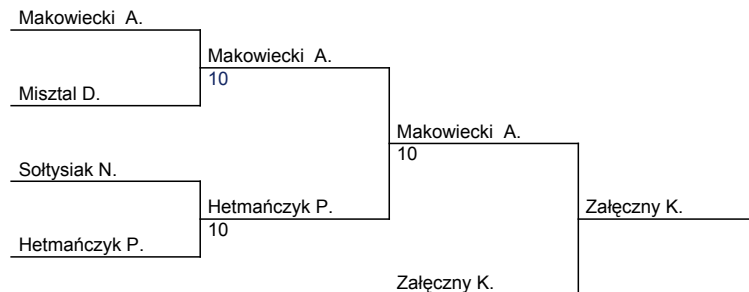 Makowiecki  A.
Makowiecki  A.
10
Misztal D.
Makowiecki  A.
10
Sołtysiak N.
Hetmańczyk P.
Załęczny K.
10
Hetmańczyk P.
Załęczny K.